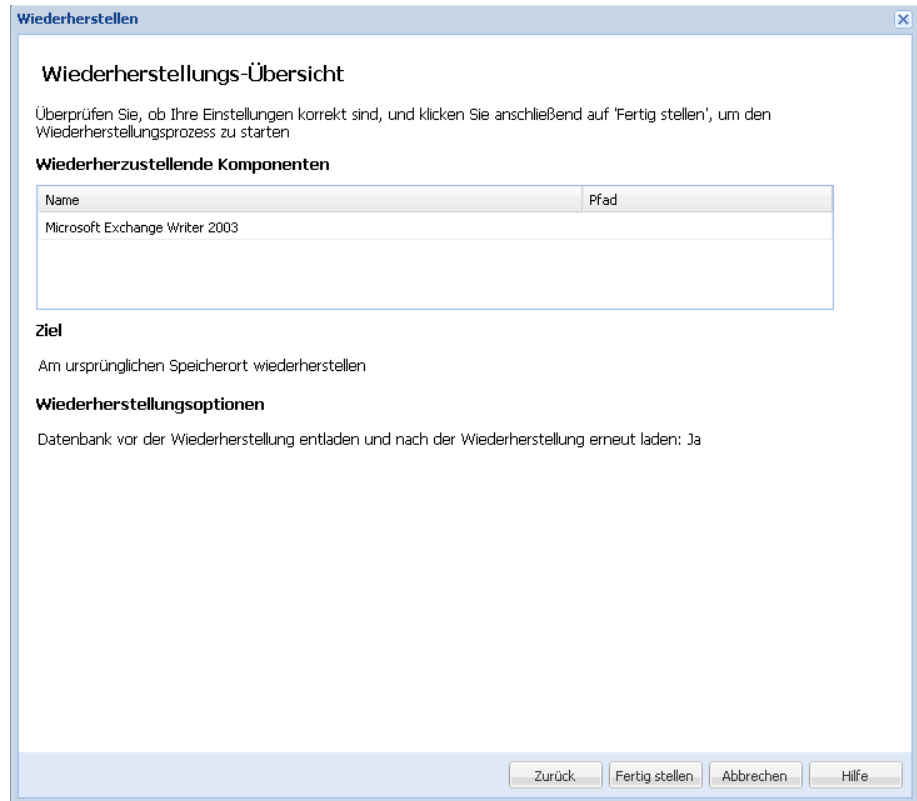 Wiederherstellen
Wiederherstellungs-Übersicht
Überprüfen Sie, ob Ihre Einstellungen korrekt sind, und klicken Sie anschließend auf 'Fertig stellen', um den
Wiederherstellungsprozess zu starten
Wiederherzustellende Komponenten
Name Pfad
Microsoft Exchange Writer 2003
Ziel
Am ursprünglichen Speicherort wiederherstellen
Wiederherstellungsoptionen
Datenbank vor der Wiederherstellung entladen und nach der Wiederherstellung erneut laden: Ja
Zurück Fertig stellen Abbrechen Hilfe